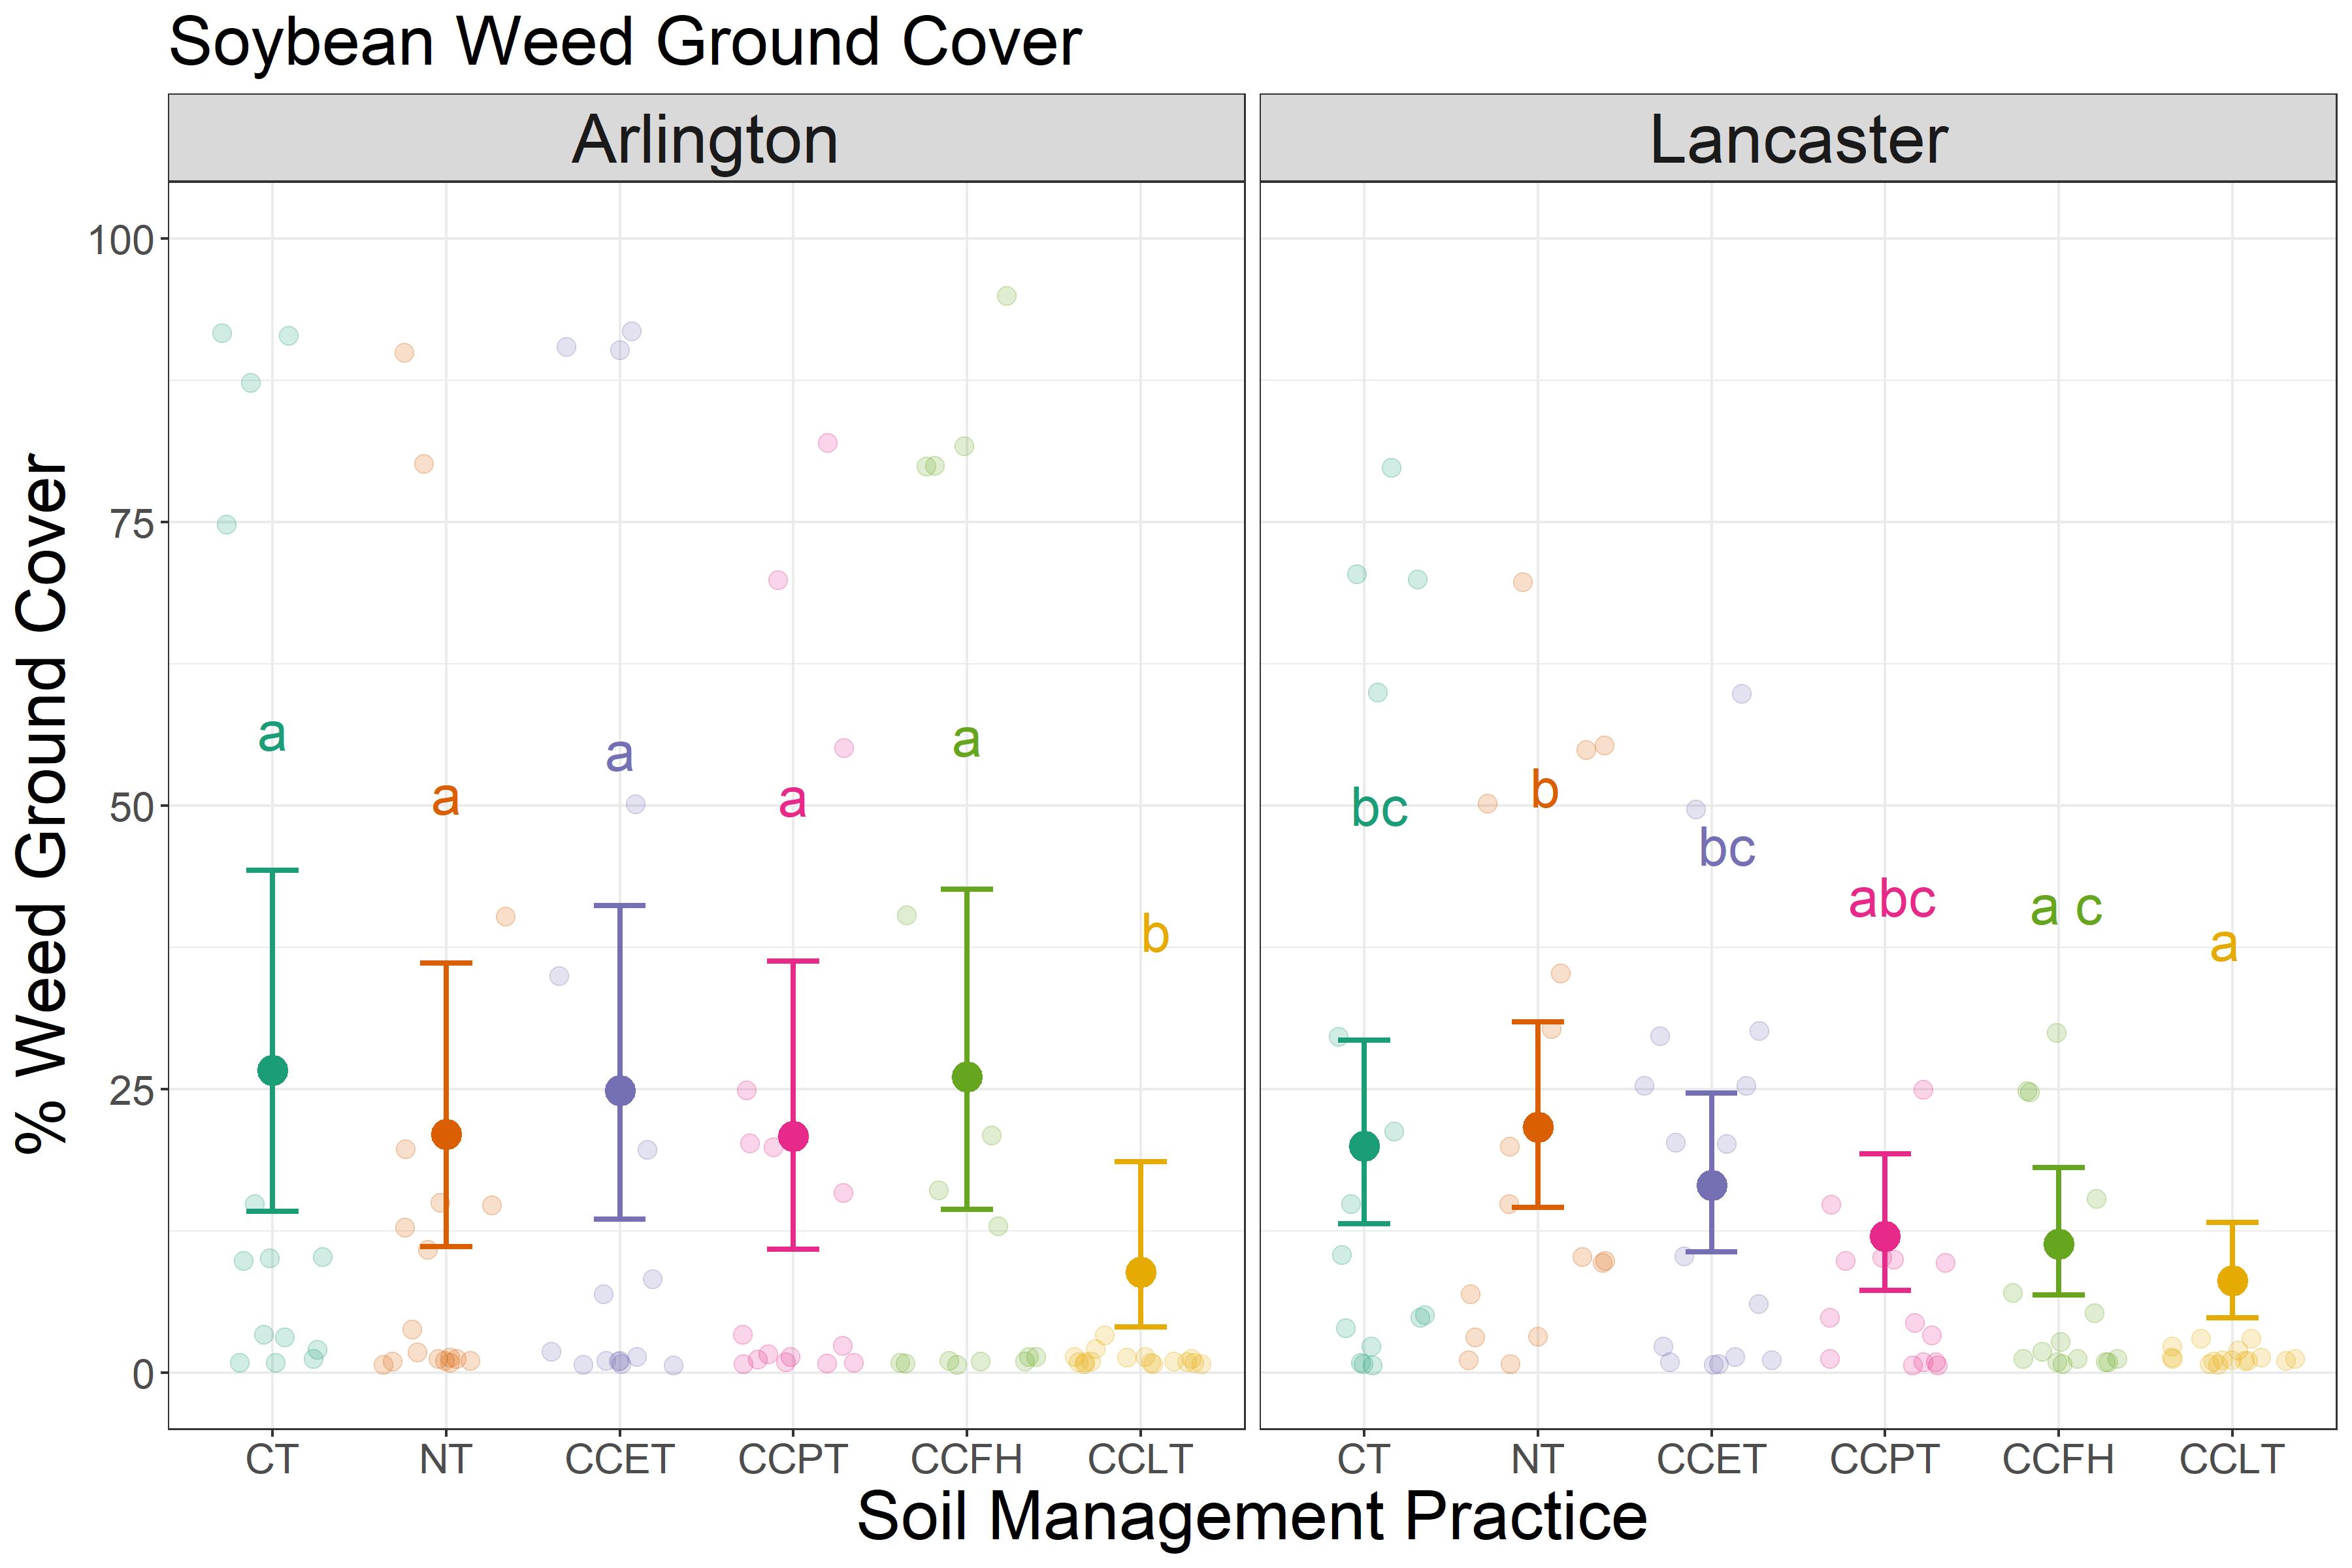 Soybean Weed Ground Cover
Arlington
Lancaster
% Weed Ground Cover
100
75
50
25
0
a
a
a
a
a
b
bc
b
bc
abc
a c
a
CT NT CCET CCPT CCFH CCLT
CT NT CCET CCPT CCFH CCLT
Soil Management Practice